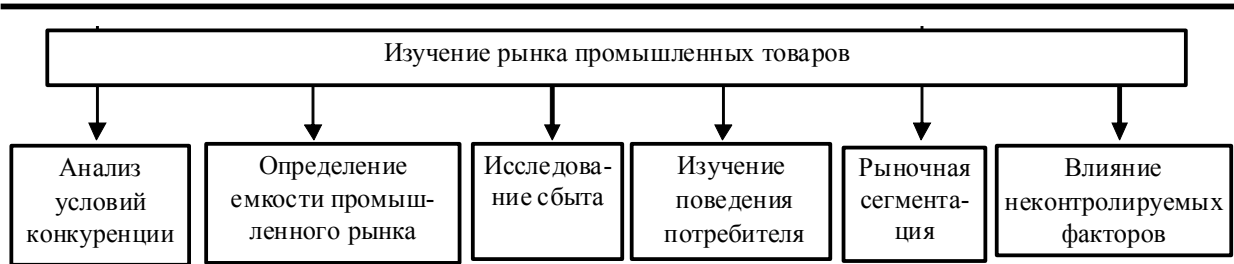 Изучение рынка промышленных товаров
Анализ
условий
конкуренции
Определение
емкости промыш-
ленного рынка
Исследова-
ние сбыта
Изучение
поведения
потребителя
Рыночная
сегмента-
ция
Влияние
неконтролируемых
факторов